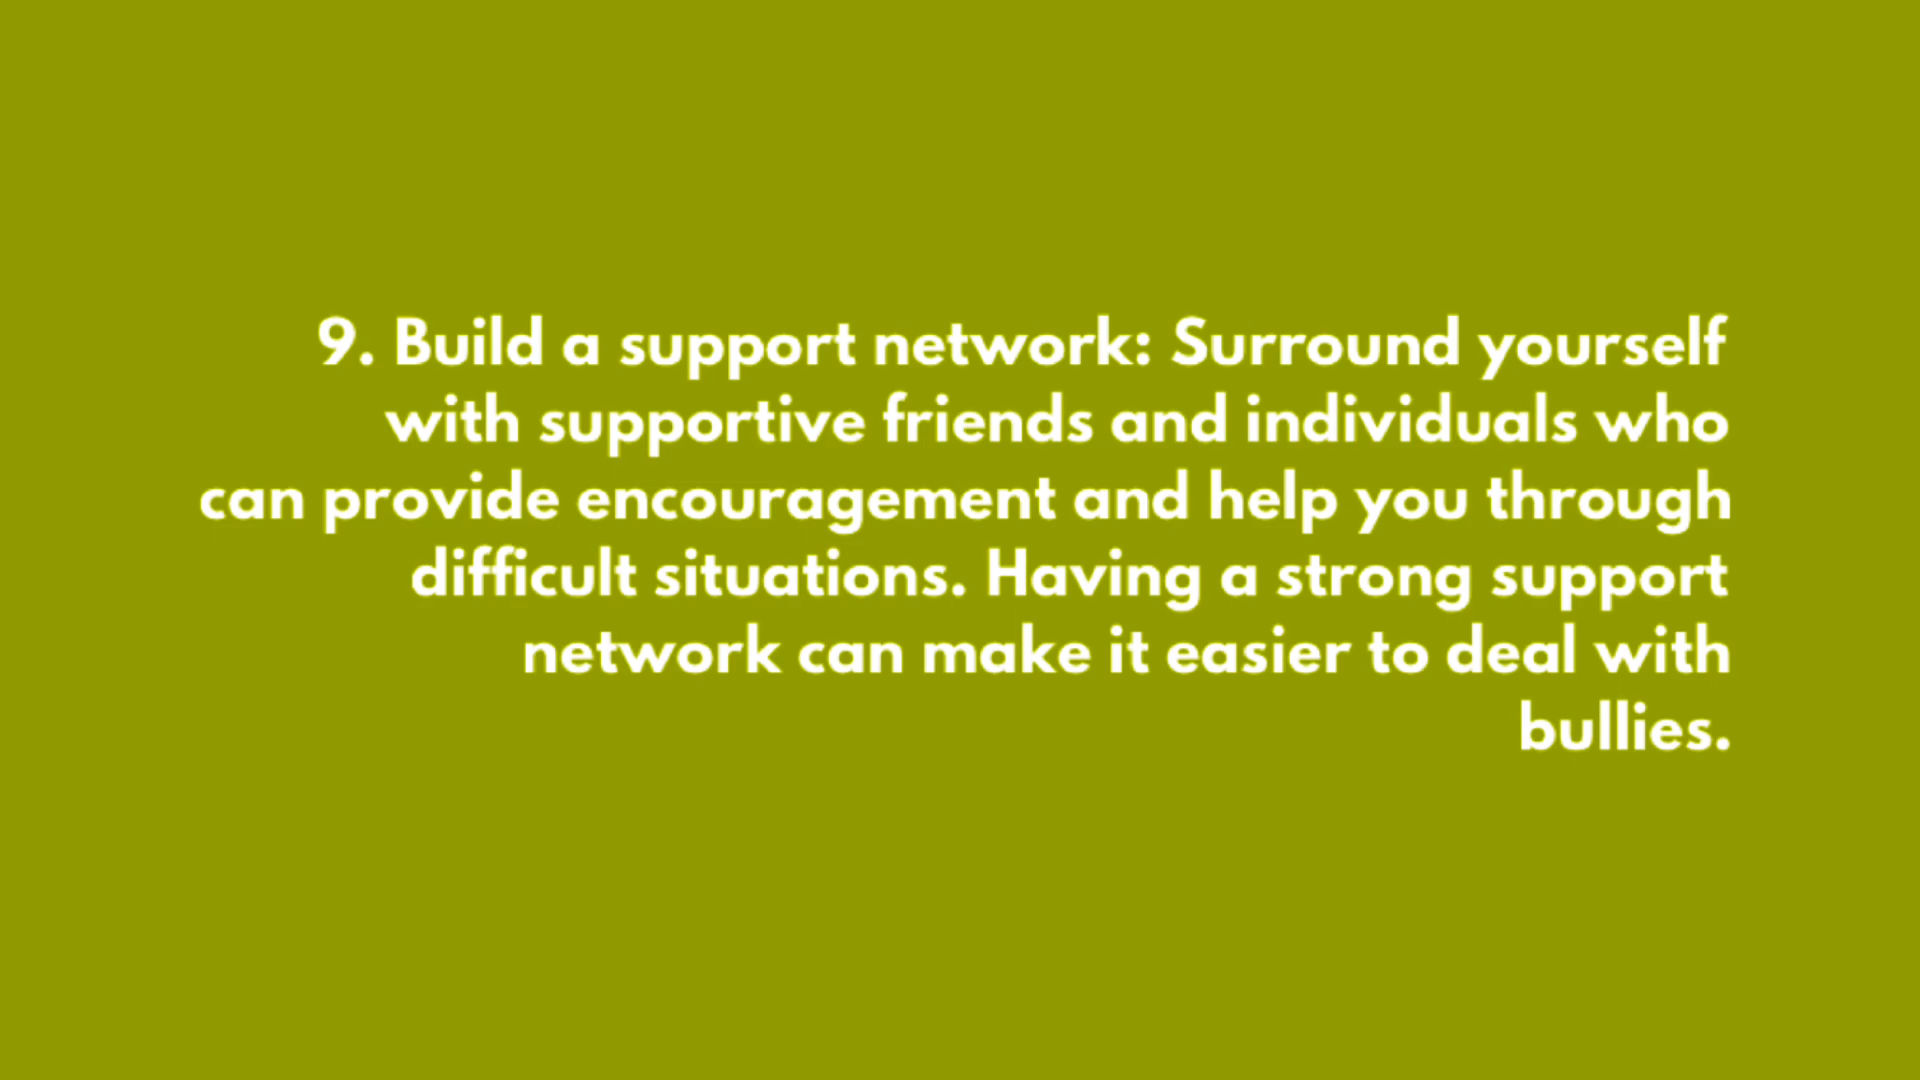 9. Build a support network: Surround yourself
with supportive friends and individuals who
can provide encouragement and help you through
difficult situations. Having a strong support
network can make it easier to deal with
bullies.